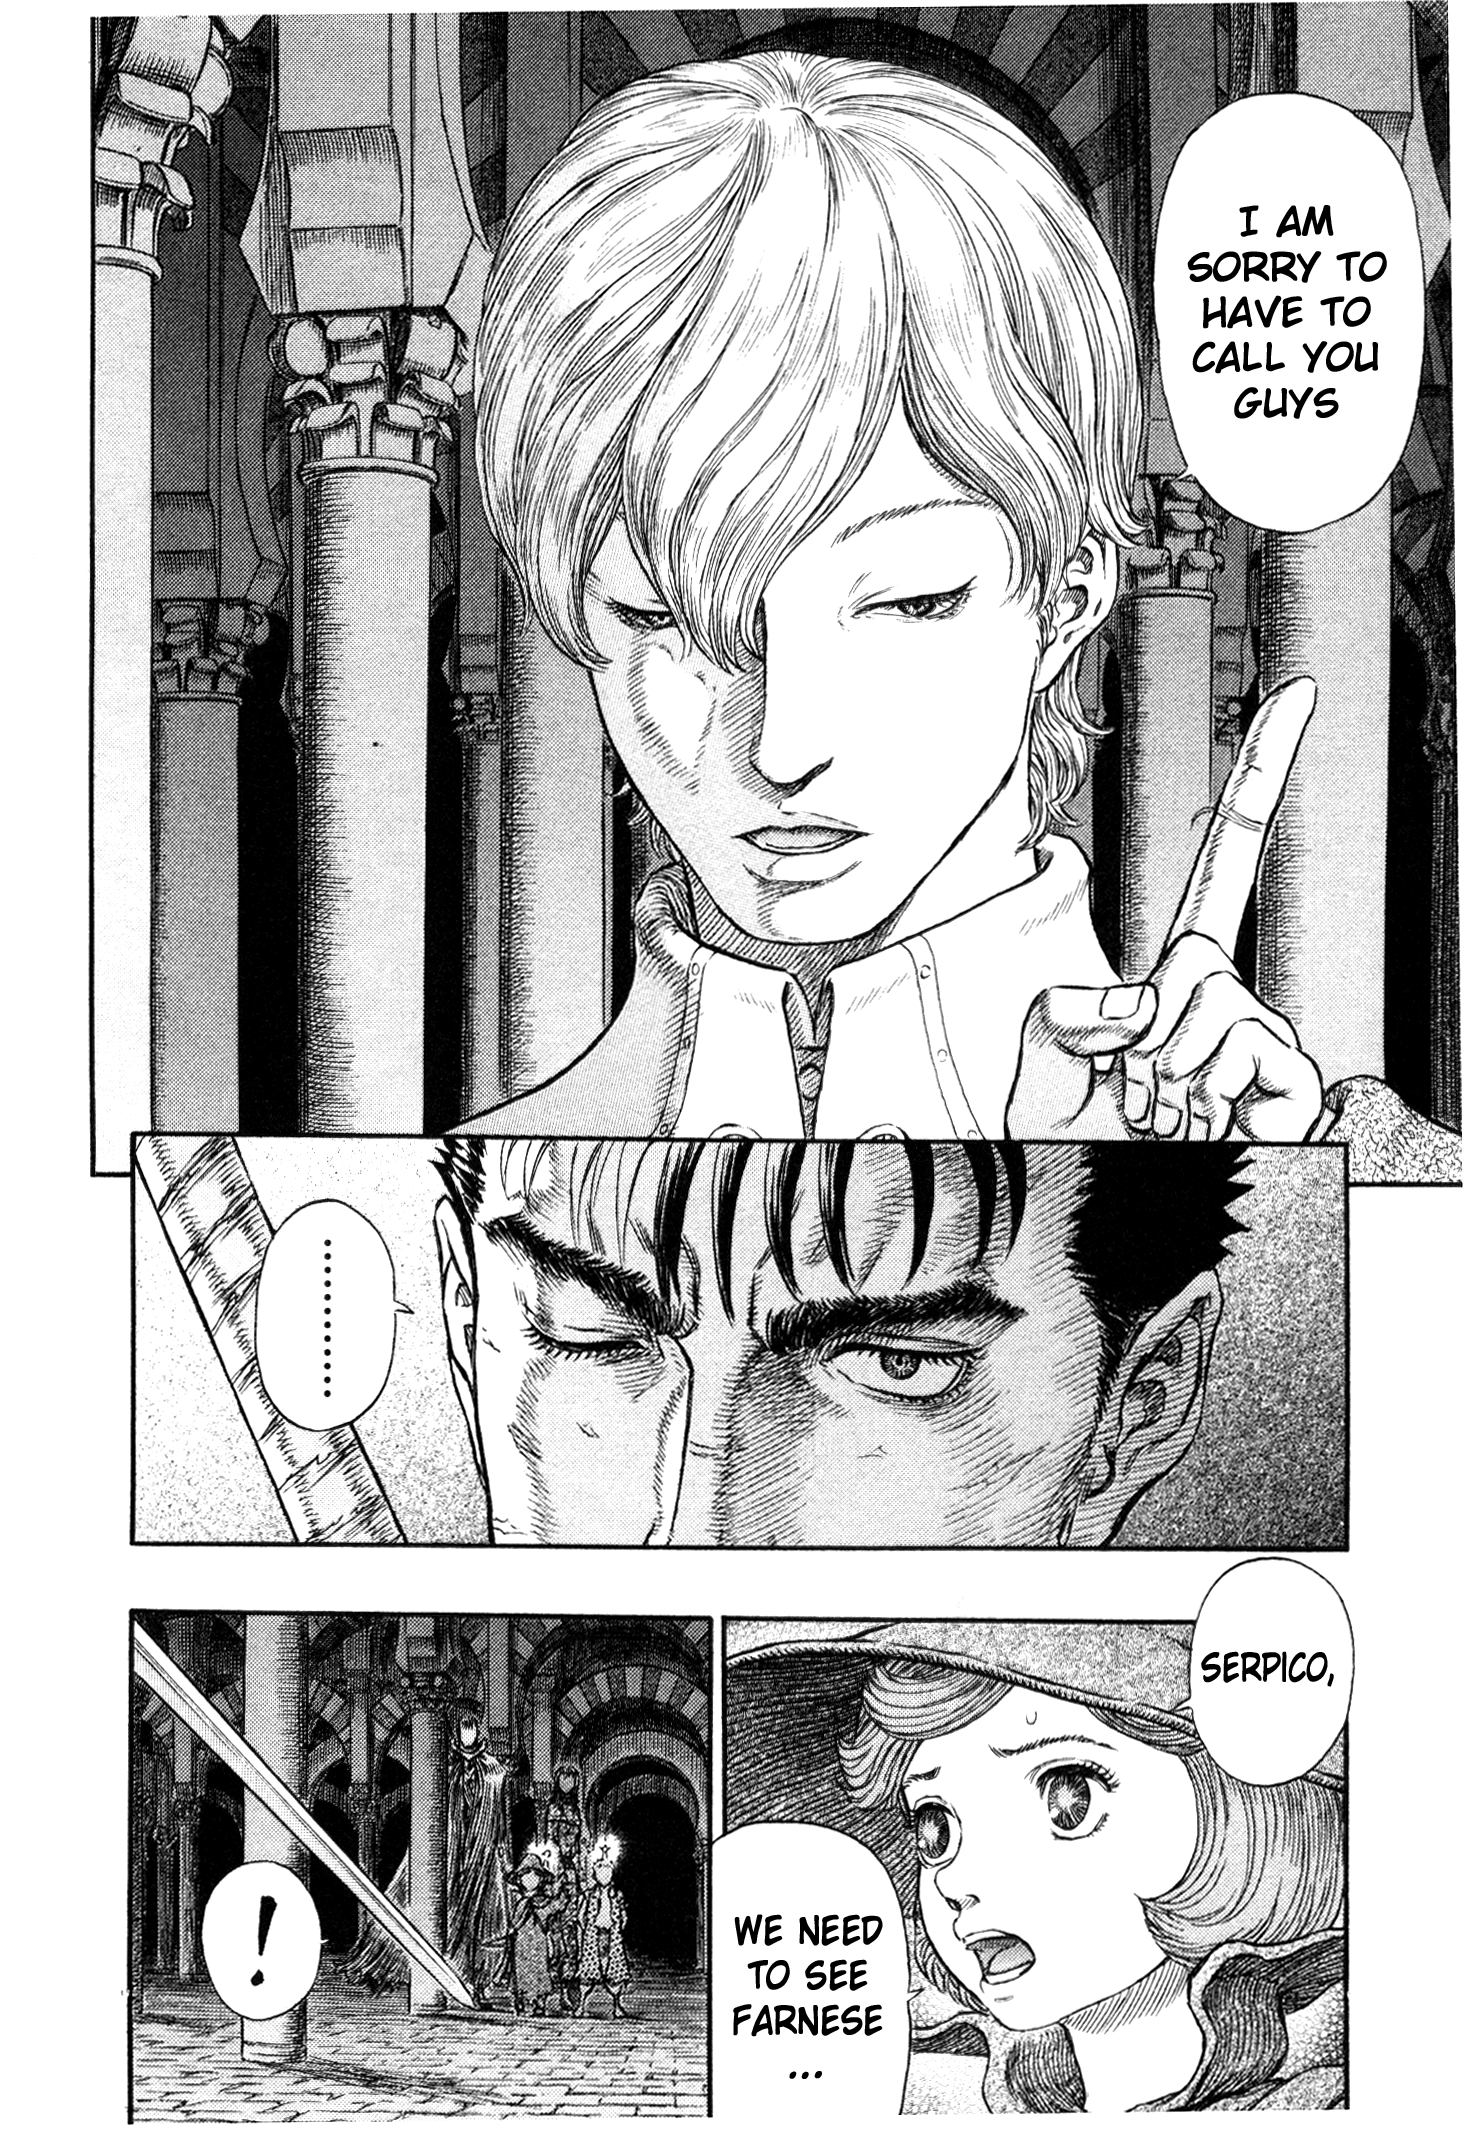 I AM
SORRY TO
HAVE TO
CALL YOU
GUYS
.........
SERPICO,
WE NEED
TO SEE
FARNESE
...
!